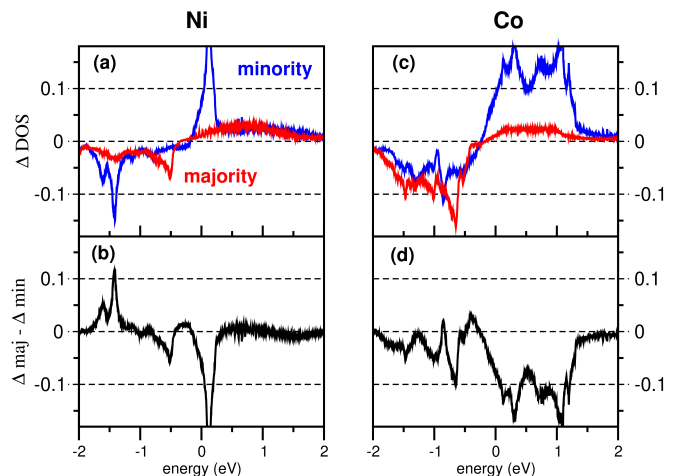 Ni Co
(a) minority (c)
0.1 0.1
Δ DOS 0 0
majority
-0.1 -0.1
(b) (d)
0.1 0.1
Δ maj - Δ min 0 0
-0.1 -0.1
-2 -1 0 1 2 -2 -1 0 1 2
energy (eV) energy (eV)